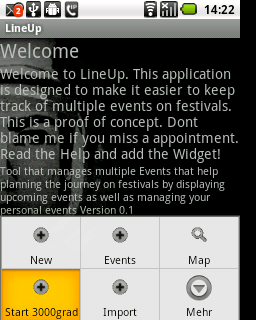 2
14:22
LineUp
Welcome
Welcome to LineUp. This application
is designed to make it easier to keep
track of multiple events on festivals.
This is a proof of concept. Dont
blame me if you miss a appointment.
Read the Help and add the Widget!
Tool that manages multiple Events that help
planning the journey on festivals by displaying
upcoming events as well as managing your
personal events Version 0.1
New Events Map
Start 3000grad Import Mehr